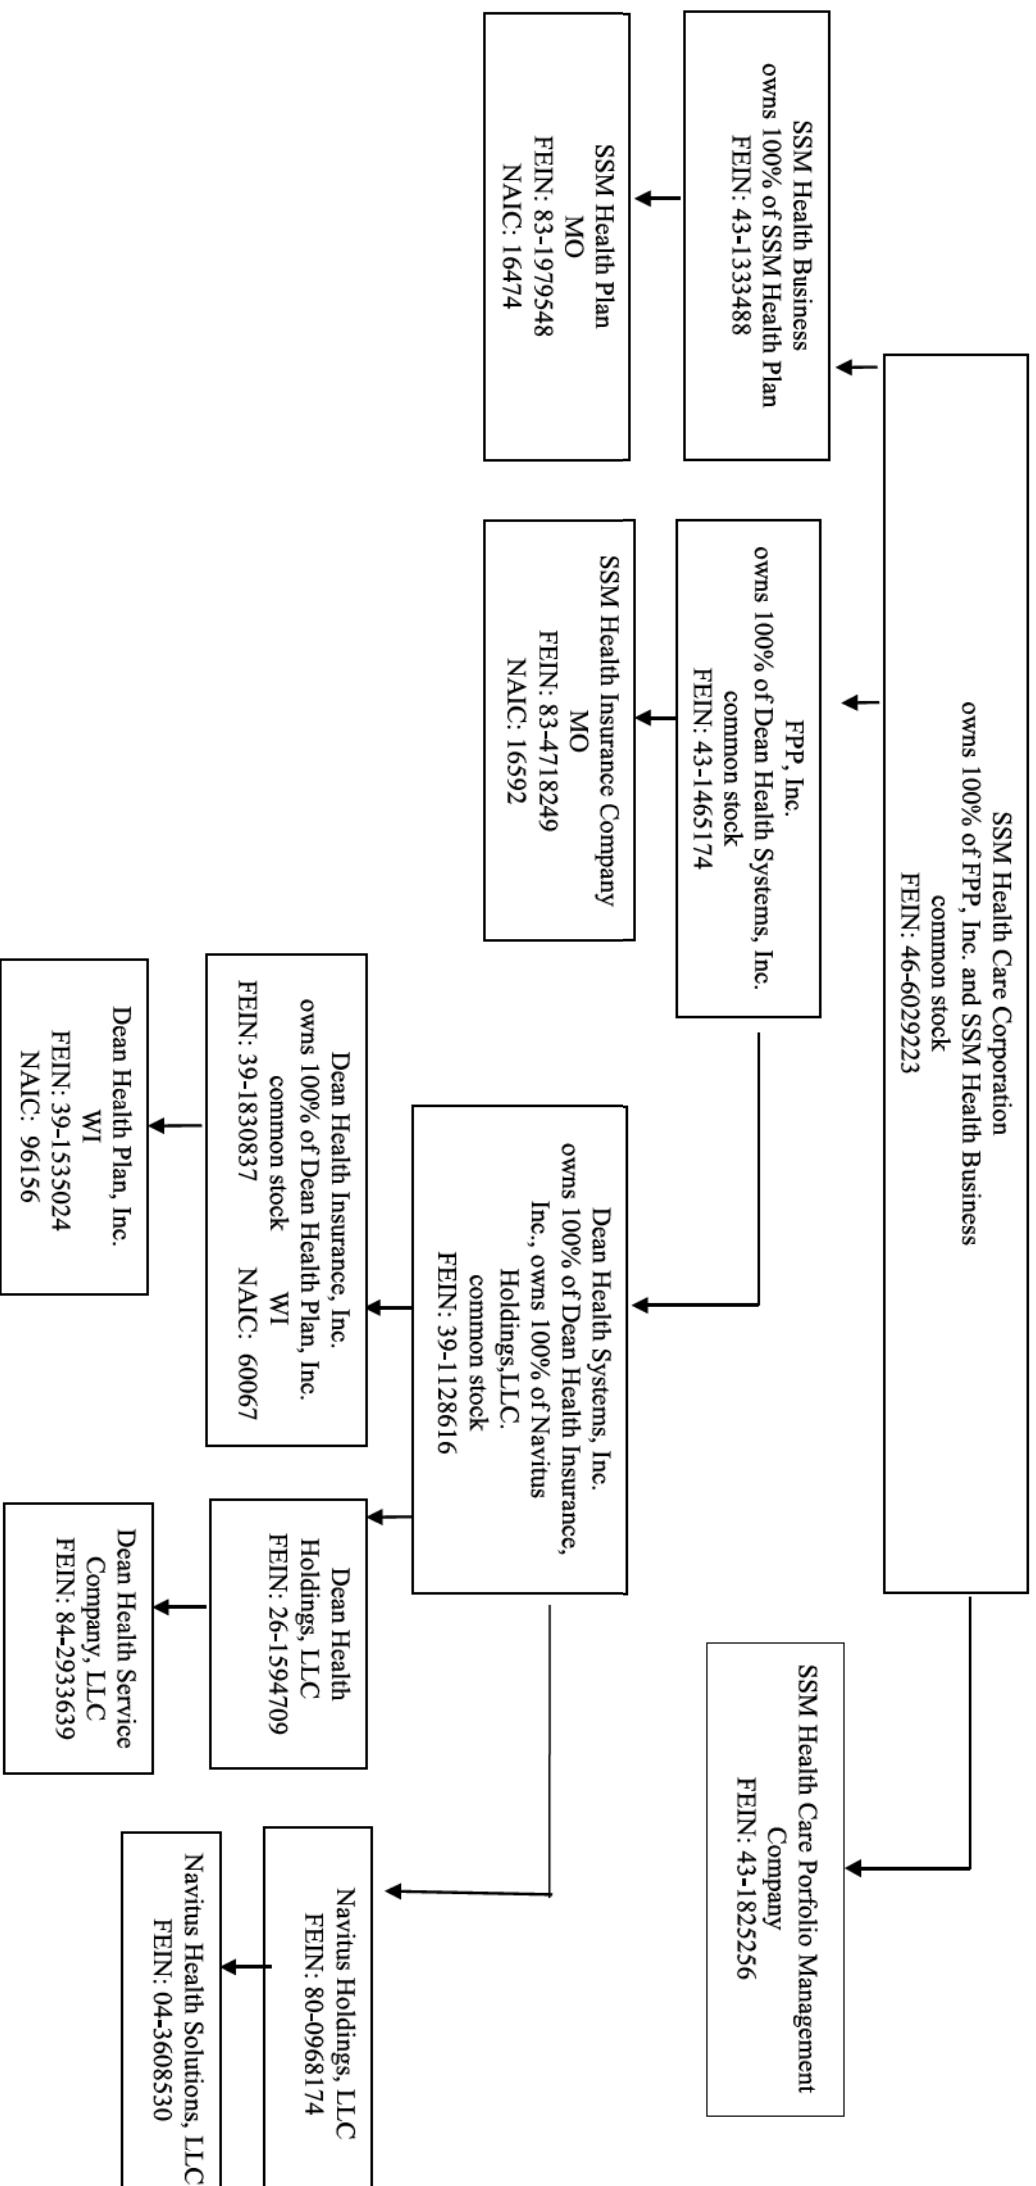 SSM Health Care Corporation
owns 100% of FPP, Inc. and SSM Health Business
common stock
FEIN: 46-6029223
SSM Health Business
owns 100% of SSM Health Plan
FEIN: 43-1333488
FPP, Inc.
owns 100% of Dean Health Systems, Inc.
common stock
FEIN: 43-1465174
SSM Health Care Porfolio Management
Company
FEIN: 43-1825256
SSM Health Plan
MO
FEIN: 83-1979548
NAIC: 16474
SSM Health Insurance Company
MO
FEIN: 83-4718249
NAIC: 16592
Dean Health Systems, Inc.
owns 100% of Dean Health Insurance,
Inc., owns 100% of Navitus
Holdings,LLC.
common stock
FEIN: 39-1128616
Dean Health Insurance, Inc.
owns 100% of Dean Health Plan, Inc.
common stock WI
FEIN: 39-1830837 NAIC: 60067
Dean Health
Holdings, LLC
FEIN: 26-1594709
Navitus Holdings, LLC
FEIN: 80-0968174
Dean Health Plan, Inc.
WI
FEIN: 39-1535024
NAIC: 96156
Dean Health Service
Company, LLC
FEIN: 84-2933639
Navitus Health Solutions, LLC
FEIN: 04-3608530